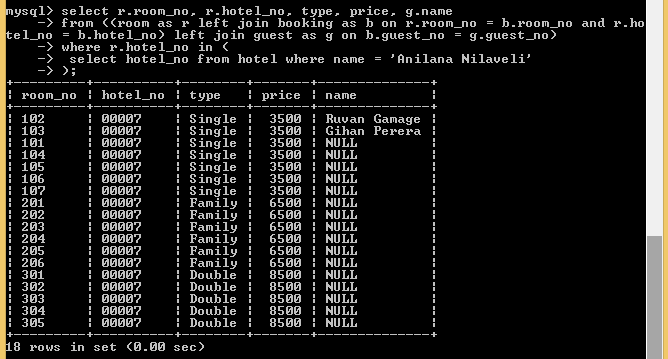 mysql> select r.room_no, r.hotel_no, type, price, g.name
-> from ((room as r left join booking as b on r.room_no = b.room_no and r.ho
tel_no = b.hotel_no) left join guest as g on b.guest_no = g.guest_no)
-> where r.hotel_no in (
-> select hotel_no from hotel where name = 'Anilana Nilaveli'
-> );
+---------+----------+--------+-------+--------------+
| room_no | hotel_no | type | price | name |
+---------+----------+--------+-------+--------------+
| 102 | 00007 | Single | 3500 | Ruvan Gamage |
| 103 | 00007 | Single | 3500 | Gihan Perera |
| 101 | 00007 | Single | 3500 | NULL |
| 104 | 00007 | Single | 3500 | NULL |
| 105 | 00007 | Single | 3500 | NULL |
| 106 | 00007 | Single | 3500 | NULL |
| 107 | 00007 | Single | 3500 | NULL |
| 201 | 00007 | Family | 6500 | NULL |
| 202 | 00007 | Family | 6500 | NULL |
| 203 | 00007 | Family | 6500 | NULL |
| 204 | 00007 | Family | 6500 | NULL |
| 205 | 00007 | Family | 6500 | NULL |
| 206 | 00007 | Family | 6500 | NULL |
| 301 | 00007 | Double | 8500 | NULL |
| 302 | 00007 | Double | 8500 | NULL |
| 303 | 00007 | Double | 8500 | NULL |
| 304 | 00007 | Double | 8500 | NULL |
| 305 | 00007 | Double | 8500 | NULL |
+---------+----------+--------+-------+--------------+
18 rows in set (0.00 sec)